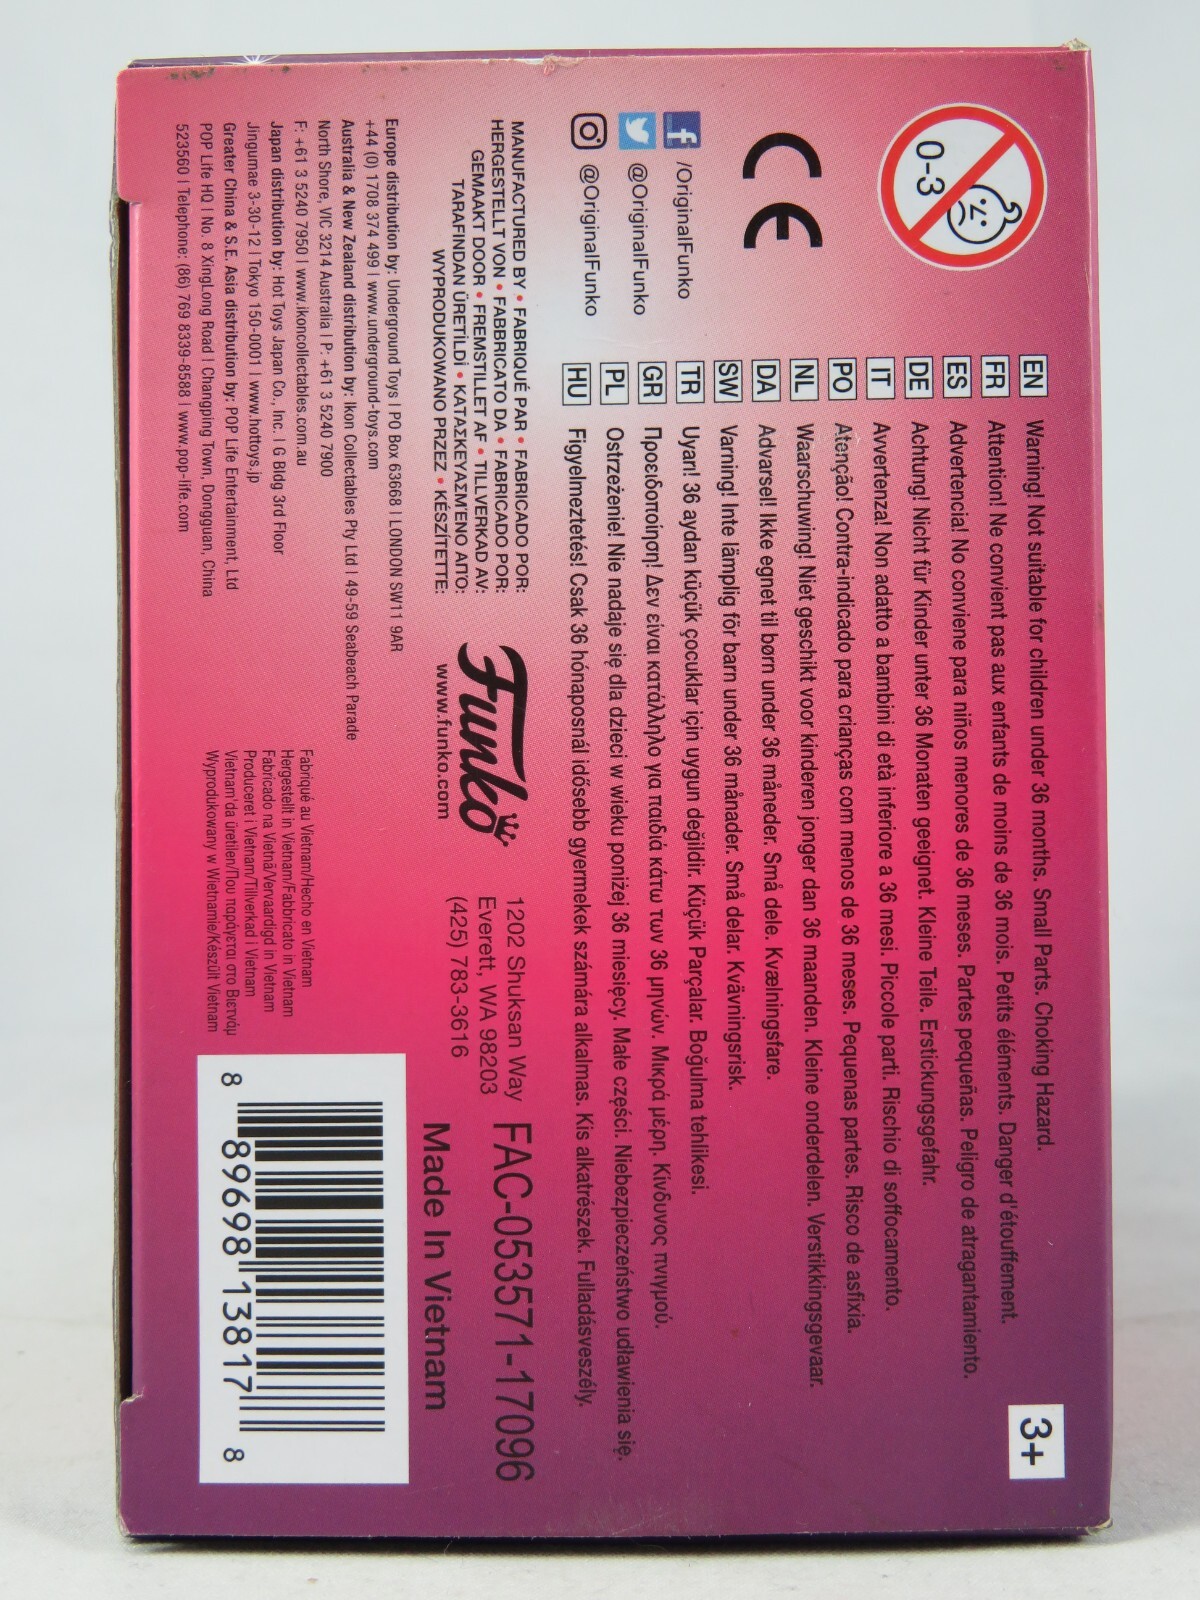 0-3
3+
CE
/OriginalFunko
@OriginalFunko
@OriginalFunko
EN Warning! Not suitable for children under 36 months. Small Parts. Choking Hazard.
FR Attention! Ne convient pas aux enfants de moins de 36 mois. Petits éléments. Danger d'étouffement.
ES Advertencia! No conviene para niños menores de 36 meses. Partes pequeñas. Peligro de atragantamiento.
DE Achtung! Nicht für Kinder unter 36 Monaten geeignet. Kleine Teile. Erstickungsgefahr.
IT Avvertenza! Non adatto a bambini di età inferiore a 36 mesi. Piccole parti. Rischio di soffocamento.
PO Atenção! Contra-indicado para crianças com menos de 36 meses. Pequenas partes. Risco de asfixia.
NL Waarschuwing! Niet geschikt voor kinderen jonger dan 36 maanden. Kleine onderdelen. Verstikkingsgevaar.
DA Advarsel! Ikke egnet til børn under 36 måneder. Små dele. Kvælningsfare.
SW Varning! Inte lämplig för barn under 36 månader. Små delar. Kvävningsrisk.
TR Uyarı! 36 aydan küçük çocuklar için uygun değildir. Küçük Parçalar. Boğulma tehlikesi.
GR Προειδοποίηση! Δεν είναι κατάλληλο για παιδιά κάτω των 36 μηνών. Μικρά μέρη. Κίνδυνος πνιγμού.
PL Ostrzeżenie! Nie nadaje się dla dzieci w wieku poniżej 36 miesięcy. Małe części. Niebezpieczeństwo udławienia się.
HU Figyelmeztetés! Csak 36 hónaposnál idősebb gyermekek számára alkalmas. Kis alkatrészek. Fulladásveszély.
MANUFACTURED BY • FABRIQUÉ PAR • FABRICADO POR:
HERGESTELLT VON • FABBRICATO DA • FABRICADO POR:
GEMAAKT DOOR • FREMSTILLET AF • TILLVERKAD AV:
TARAFINDAN ÜRETİLDİ • ΚΑΤΑΣΚΕΥΑΣΜΕΝΟ ΑΠΌ:
WYPRODUKOWANO PRZEZ • KÉSZÍTETTE:
Funko
www.funko.com
1202 Shuksan Way
Everett, WA 98203
(425) 783-3616
FAC-053571-17096
Made In Vietnam
Europe distribution by: Underground Toys | PO Box 63668 | LONDON SW11 9AR
+44 (0) 1708 374 499 | www.underground-toys.com
Australia & New Zealand distribution by: Ikon Collectables Pty Ltd | 49-59 Seabeach Parade
North Shore, VIC 3214 Australia | P: +61 3 5240 7900
F: +61 3 5240 7950 | www.ikoncollectables.com.au
Japan distribution by: Hot Toys Japan Co., Inc. | G Bldg 3rd Floor
Jingumae 3-30-12 | Tokyo 150-0001 | www.hottoys.jp
Greater China & S.E. Asia distribution by: POP Life Entertainment, Ltd
POP Life HQ | No. 8 XingLong Road | Changping Town, Dongguan, China
523560 | Telephone: (86) 769 8339-8588 | www.pop-life.com
Fabriqué au Vietnam/Hecho en Vietnam
Hergestellt in Vietnam/Fabbricato in Vietnam
Fabricado na Vietnã/Vervaardigd in Vietnam
Produceret i Vietnam/Tillverkad i Vietnam
Vietnam'da üretilen/Που παράγεται στο Βιετνάμ
Wyprodukowany w Wietnamie/Készült Vietnam
8 89698 13817 8